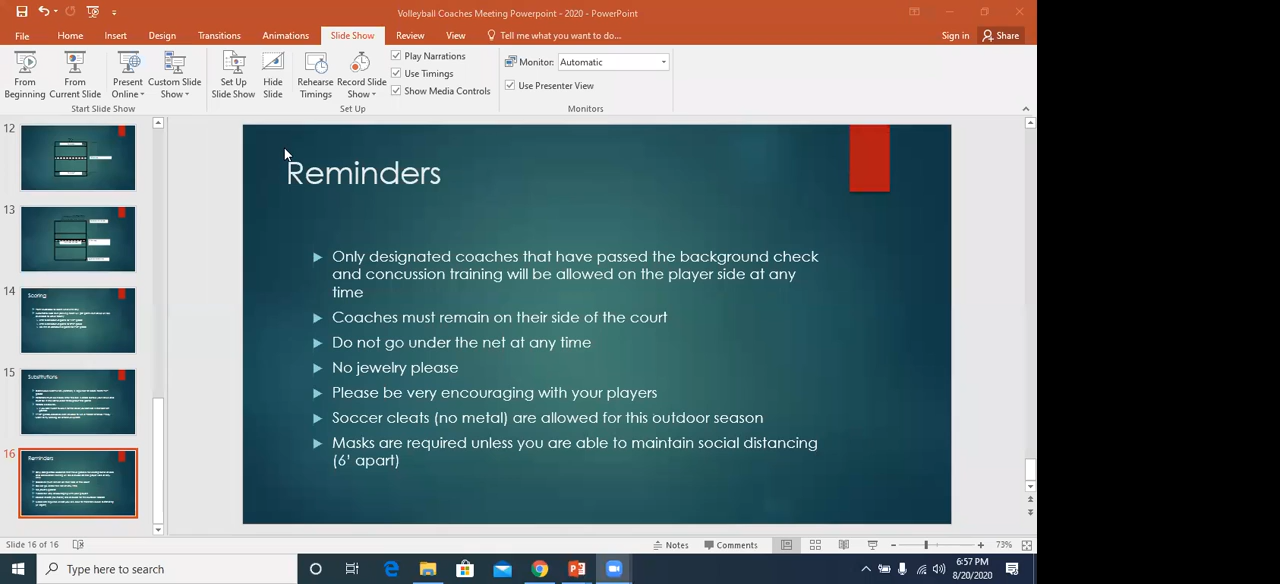 Volleyball Coaches Meeting Powerpoint - 2020 - PowerPoint
File Home Insert Design Transitions Animations Slide Show Review View Tell me what you want to do... Sign in Share
From Beginning
From Current Slide
Present Online
Custom Slide Show
Set Up Slide Show
Hide Slide
Rehearse Timings
Record Slide Show
Play Narrations
Use Timings
Show Media Controls
Monitor: Automatic
Use Presenter View
Start Slide Show Set Up Monitors
12
13
14
Scoring
15
Substitutions
16
Reminders
Reminders
Only designated coaches that have passed the background check
and concussion training will be allowed on the player side at any
time
Coaches must remain on their side of the court
Do not go under the net at any time
No jewelry please
Please be very encouraging with your players
Soccer cleats (no metal) are allowed for this outdoor season
Masks are required unless you are able to maintain social distancing
(6' apart)
Slide 16 of 16 Notes Comments 73%
Type here to search
6:57 PM
8/20/2020